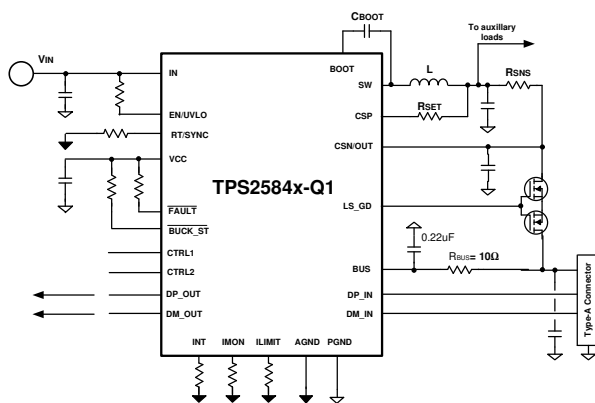 CBOOT
To auxillary
loads
VIN
BOOT
IN
SW
L
RSNS
EN/UVLO
CSP
RSET
RT/SYNC
VCC
CSN/OUT
TPS2584x-Q1
FAULT
LS_GD
BUCK_ST
0.22uF
CTRL1
CTRL2
BUS
RBUS= 10Ω
DP_OUT
DP_IN
DM_OUT
DM_IN
Type-A Connector
INT
IMON
ILIMIT
AGND
PGND